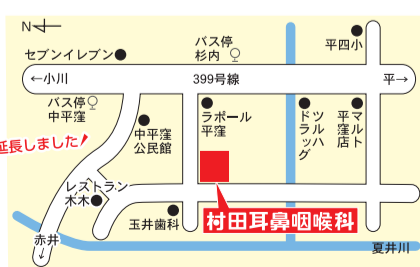 N
セブンイレブン
バス停
杉内
平四小
←小川
399号線
平→
バス停
中平窪
ラポール
平窪
ツルハ
ドラッグ
マルト
平窪店
中平窪
公民館
延長しました!
レストラン
木木
玉井歯科
村田耳鼻咽喉科
赤井
↓
夏井川